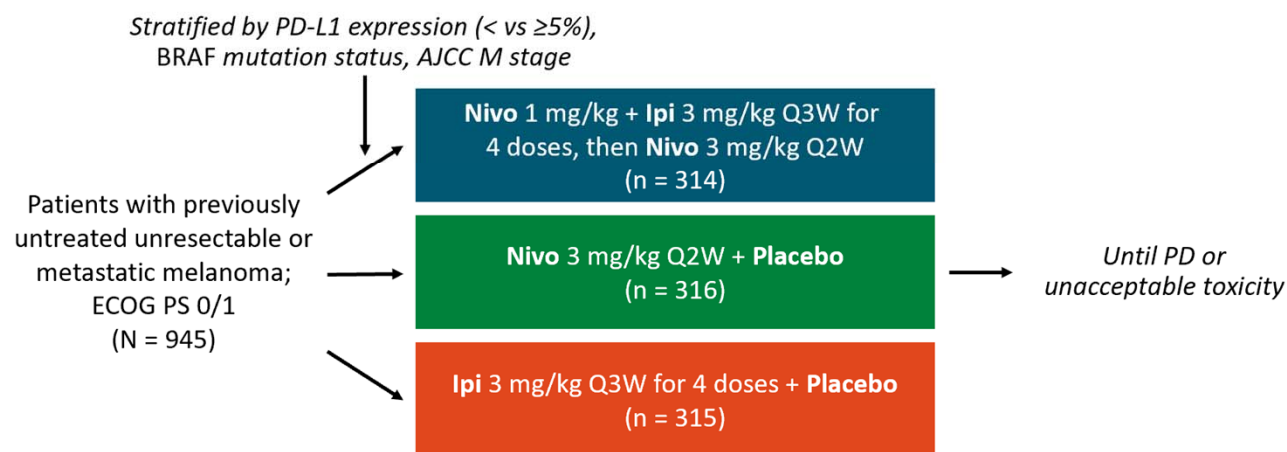 Stratified by PD-L1 expression (< vs ≥5%),
BRAF mutation status, AJCC M stage
Patients with previously
untreated unresectable or
metastatic melanoma;
ECOG PS 0/1
(N = 945)
Nivo 1 mg/kg + Ipi 3 mg/kg Q3W for
4 doses, then Nivo 3 mg/kg Q2W
(n = 314)
Nivo 3 mg/kg Q2W + Placebo
(n = 316)
Ipi 3 mg/kg Q3W for 4 doses + Placebo
(n = 315)
Until PD or
unacceptable toxicity